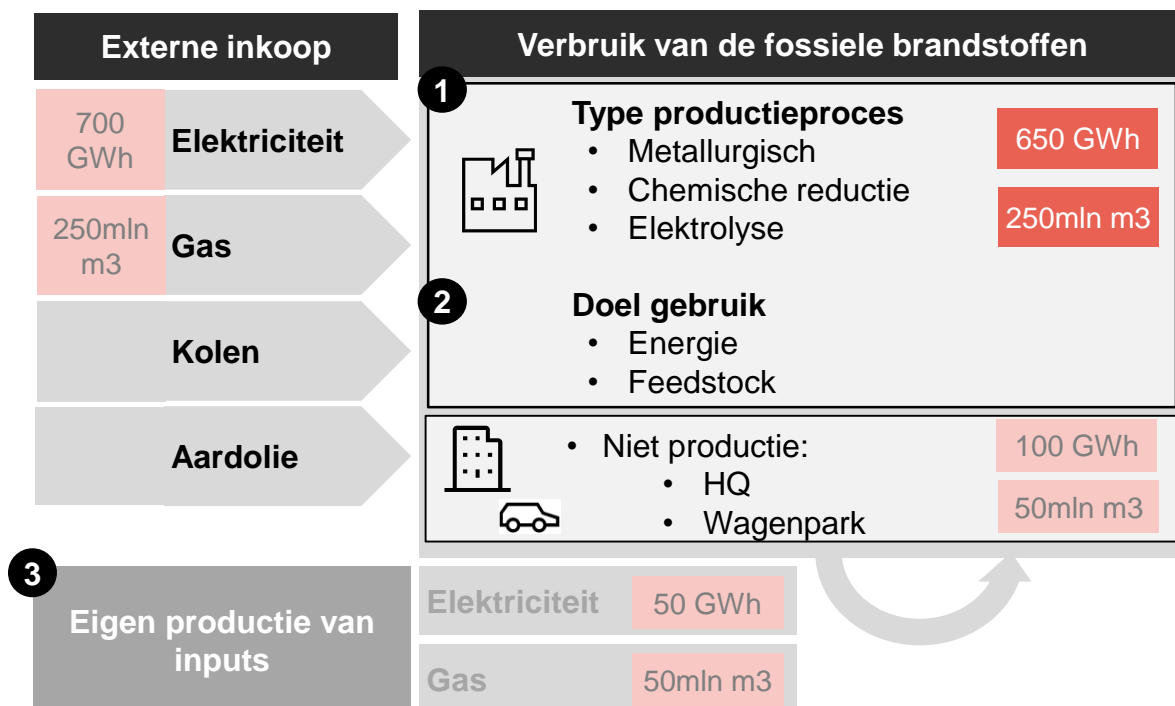 Externe inkoop
Verbruik van de fossiele brandstoffen
700
GWh
Elektriciteit
250mln
m3
Gas
Kolen
Aardolie
1
Type productieproces
• Metallurgisch
• Chemische reductie
• Elektrolyse
650 GWh
250mln m3
2
Doel gebruik
• Energie
• Feedstock
• Niet productie:
• HQ
• Wagenpark
100 GWh
50mln m3
3
Eigen productie van
inputs
Elektriciteit
50 GWh
Gas
50mln m3